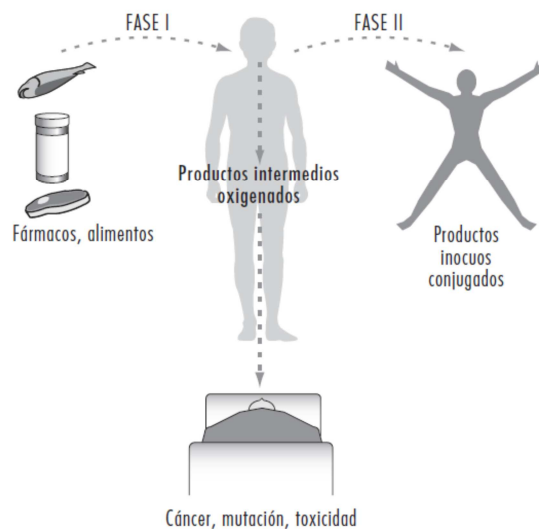 FASE I
FASE II
Productos intermedios
oxigenados
Fármacos, alimentos
Productos
inocuos
conjugados
Cáncer, mutación, toxicidad